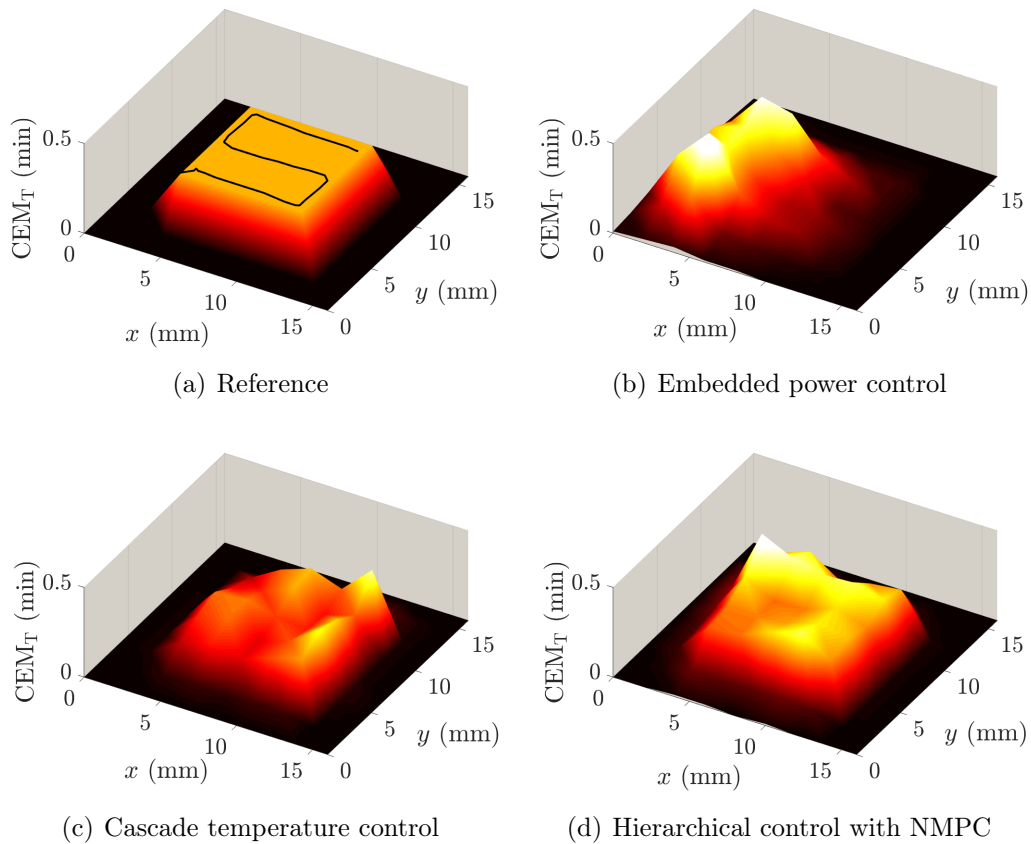 0.5
0
CEM_T (min)
0
5
10
15
x (mm)
0
5
10
15
y (mm)
(a) Reference
0.5
0
CEM_T (min)
0
5
10
15
x (mm)
0
5
10
15
y (mm)
(b) Embedded power control
0.5
0
CEM_T (min)
0
5
10
15
x (mm)
0
5
10
15
y (mm)
(c) Cascade temperature control
0.5
0
CEM_T (min)
0
5
10
15
x (mm)
0
5
10
15
y (mm)
(d) Hierarchical control with NMPC